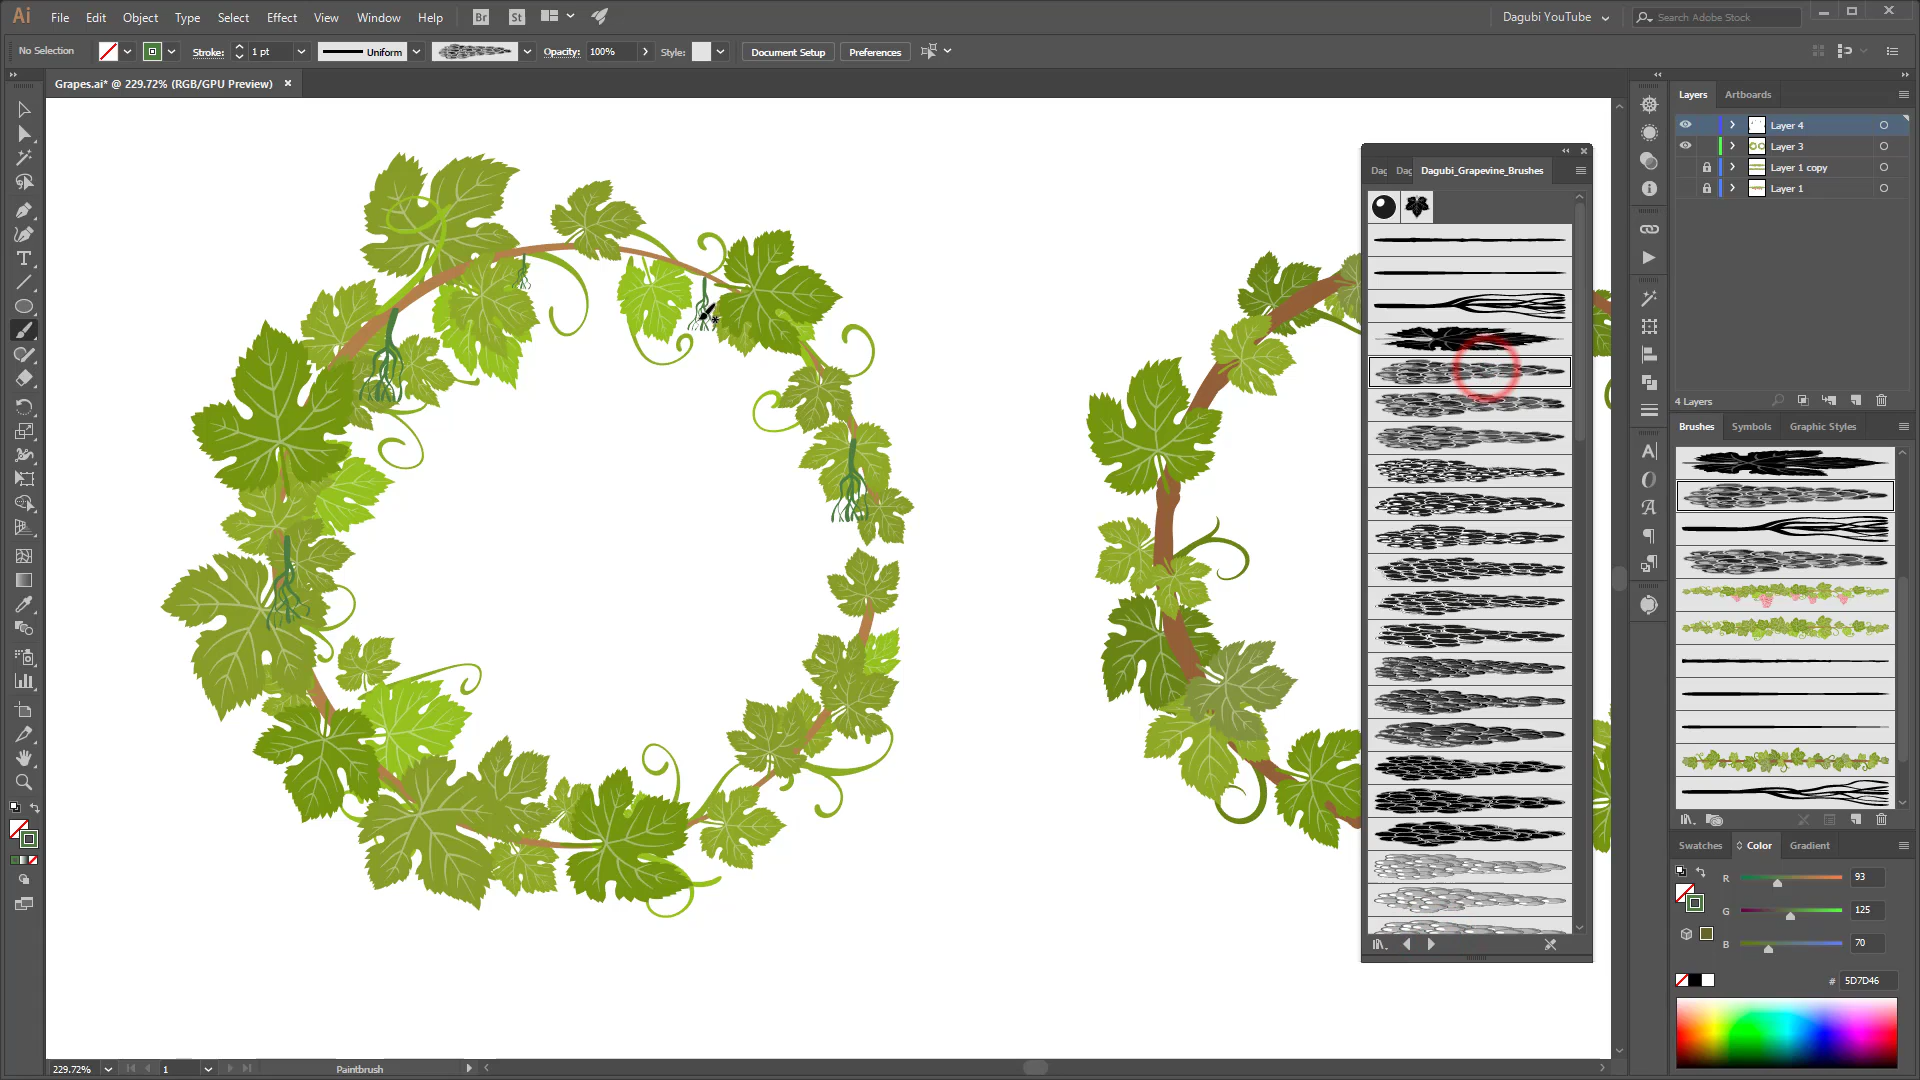 Ai File Edit Object Type Select Effect View Window Help Br St Dagubi YouTube Search Adobe Stock
No Selection Stroke: 1 pt Uniform Opacity: 100% Style: Document Setup Preferences
Grapes.ai* @ 229.72% (RGB/GPU Preview)
Layers Artboards
Layer 4
Layer 3
Layer 1 copy
Layer 1
4 Layers
Dag Dag Dagubi_Grapevine_Brushes
Brushes Symbols Graphic Styles
Swatches Color Gradient
R 93
G 125
B 70
# 5D7D46
229.72% 1 Paintbrush